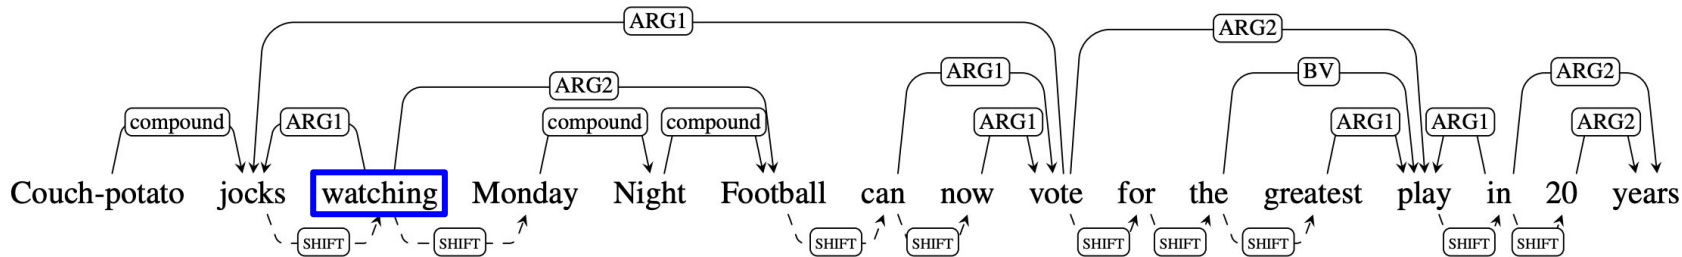 ARG1 ARG2
ARG2 ARG1 BV ARG2
compound ARG1 compound compound ARG1 ARG1 ARG1 ARG2
Couch-potato jocks watching Monday Night Football can now vote for the greatest play in 20 years
SHIFT SHIFT SHIFT SHIFT SHIFT SHIFT SHIFT SHIFT SHIFT